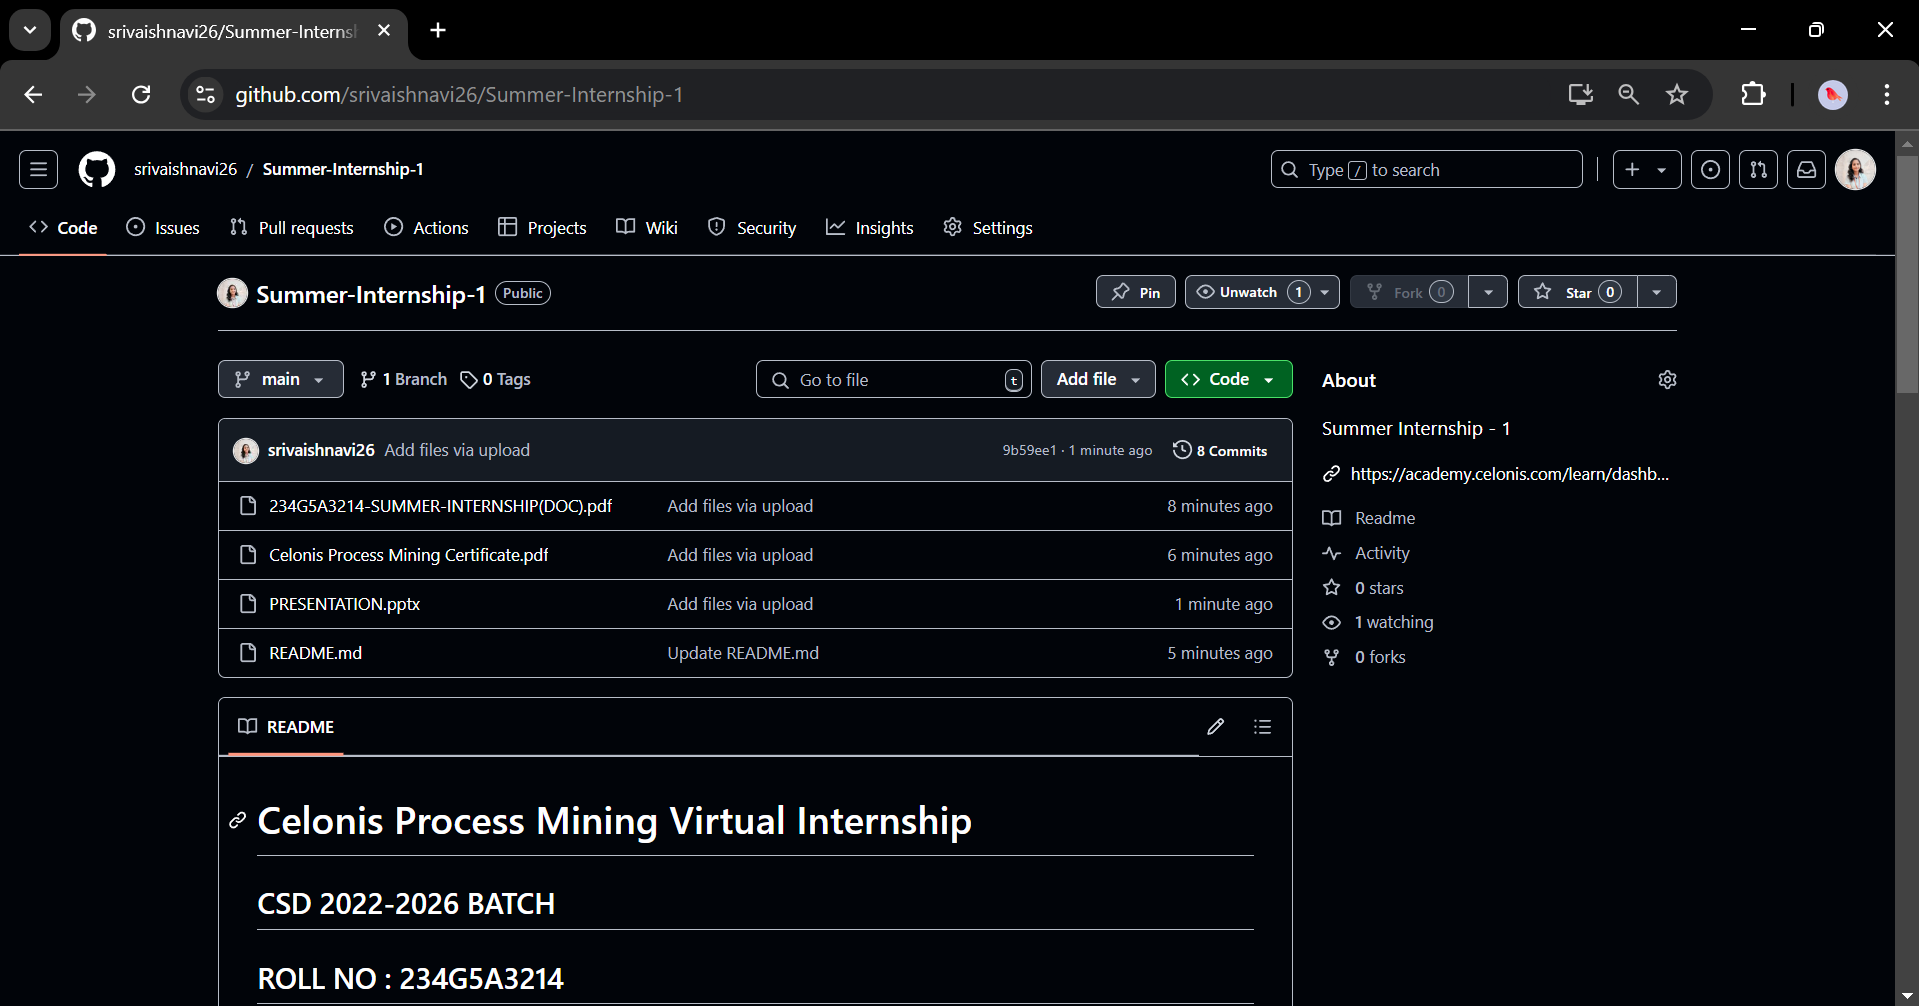 srivaishnavi26/Summer-Interns
github.com/srivaishnavi26/Summer-Internship-1
srivaishnavi26 / Summer-Internship-1
Type / to search
Code Issues Pull requests Actions Projects Wiki Security Insights Settings
Summer-Internship-1 Public
Pin Unwatch 1 Fork 0 Star 0
main 1 Branch 0 Tags Go to file t Add file Code
srivaishnavi26 Add files via upload 9b59ee1 · 1 minute ago 8 Commits
234G5A3214-SUMMER-INTERNSHIP(DOC).pdf Add files via upload 8 minutes ago
Celonis Process Mining Certificate.pdf Add files via upload 6 minutes ago
PRESENTATION.pptx Add files via upload 1 minute ago
README.md Update README.md 5 minutes ago
README
Celonis Process Mining Virtual Internship
CSD 2022-2026 BATCH
ROLL NO : 234G5A3214
About
Summer Internship - 1
https://academy.celonis.com/learn/dashb...
Readme
Activity
0 stars
1 watching
0 forks